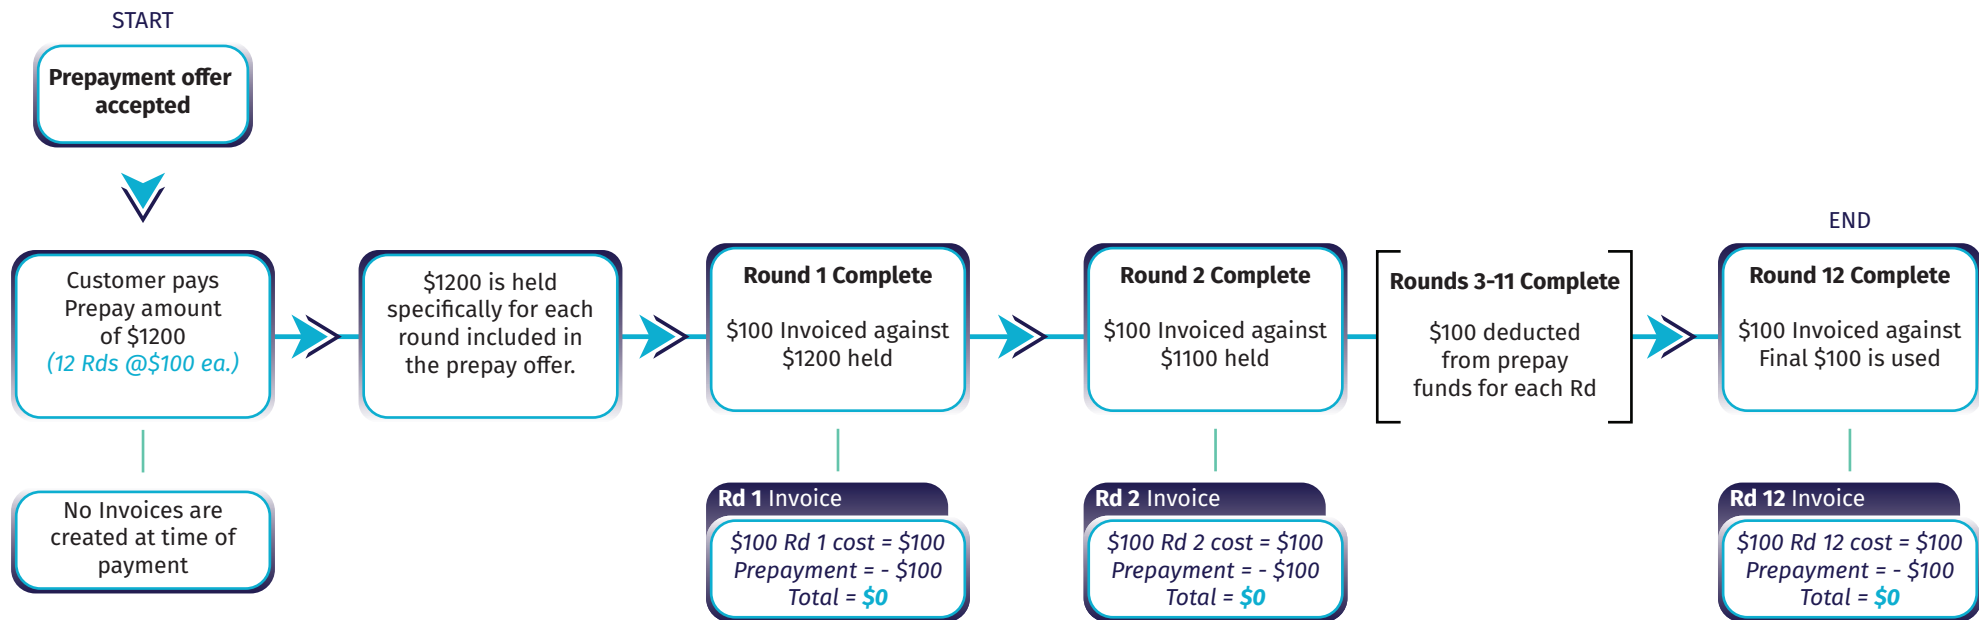 START
Prepayment offer
accepted
Customer pays
Prepay amount
of $1200
(12 Rds @$100 ea.)
No Invoices are
created at time of
payment
$1200 is held
specifically for each
round included in
the prepay offer.
Round 1 Complete
$100 Invoiced against
$1200 held
Rd 1 Invoice
$100 Rd 1 cost = $100
Prepayment = - $100
Total = $0
Round 2 Complete
$100 Invoiced against
$1100 held
Rd 2 Invoice
$100 Rd 2 cost = $100
Prepayment = - $100
Total = $0
Rounds 3-11 Complete
$100 deducted
from prepay
funds for each Rd
END
Round 12 Complete
$100 Invoiced against
Final $100 is used
Rd 12 Invoice
$100 Rd 12 cost = $100
Prepayment = - $100
Total = $0